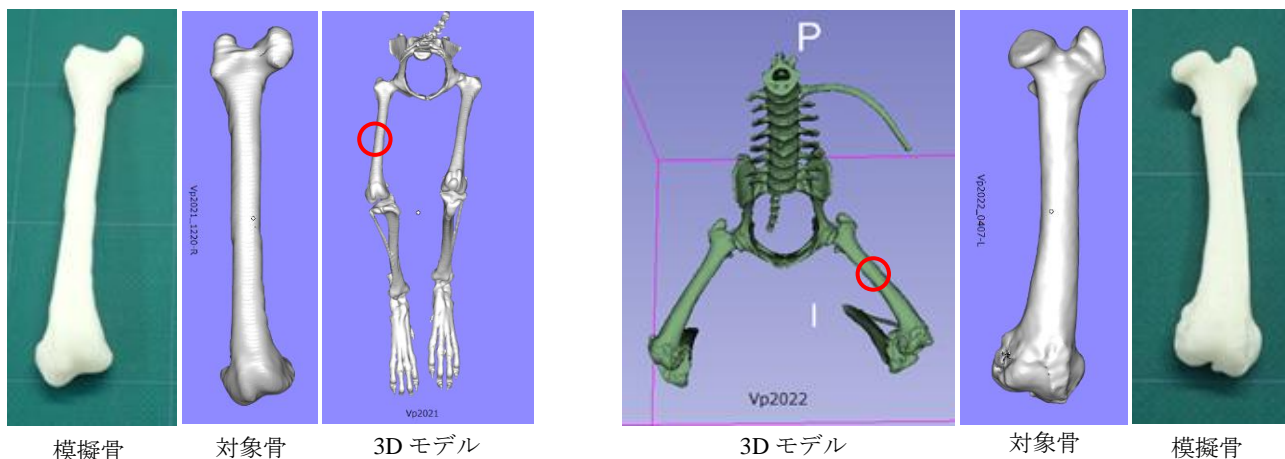 Vp2021_1220-R
Vp2021
P
I
Vp2022
Vp2022_0407-L
模擬骨
対象骨
3D モデル
3D モデル
対象骨
模擬骨